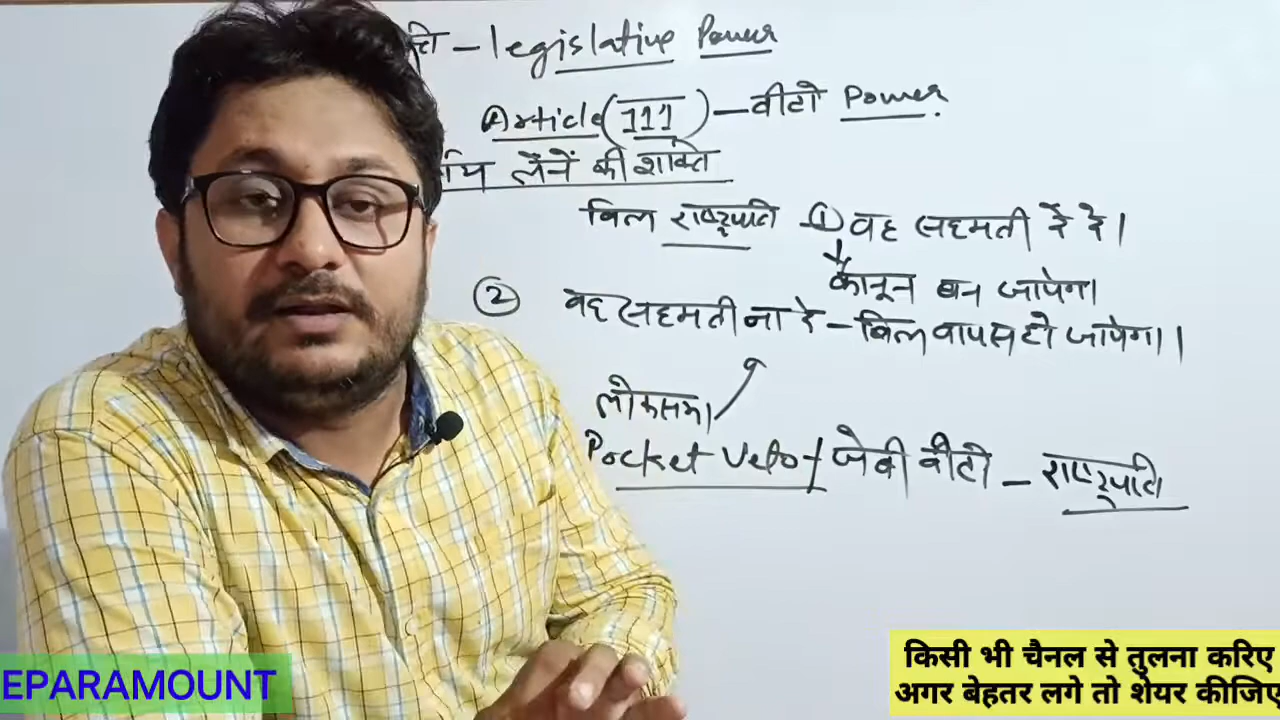 – legislative Power
Article (111) – वीटो Power.
लेनें की शक्ति
बिल राष्ट्रपति ① वह सहमती दे दे।
कानून बन जायेगा
② वह सहमती ना दे – बिल वापस हो जायेगा।
लोकसभा
Pocket Veto / जेबी वीटो – राष्ट्रपति
EPARAMOUNT
किसी भी चैनल से तुलना करिए
अगर बेहतर लगे तो शेयर कीजिए